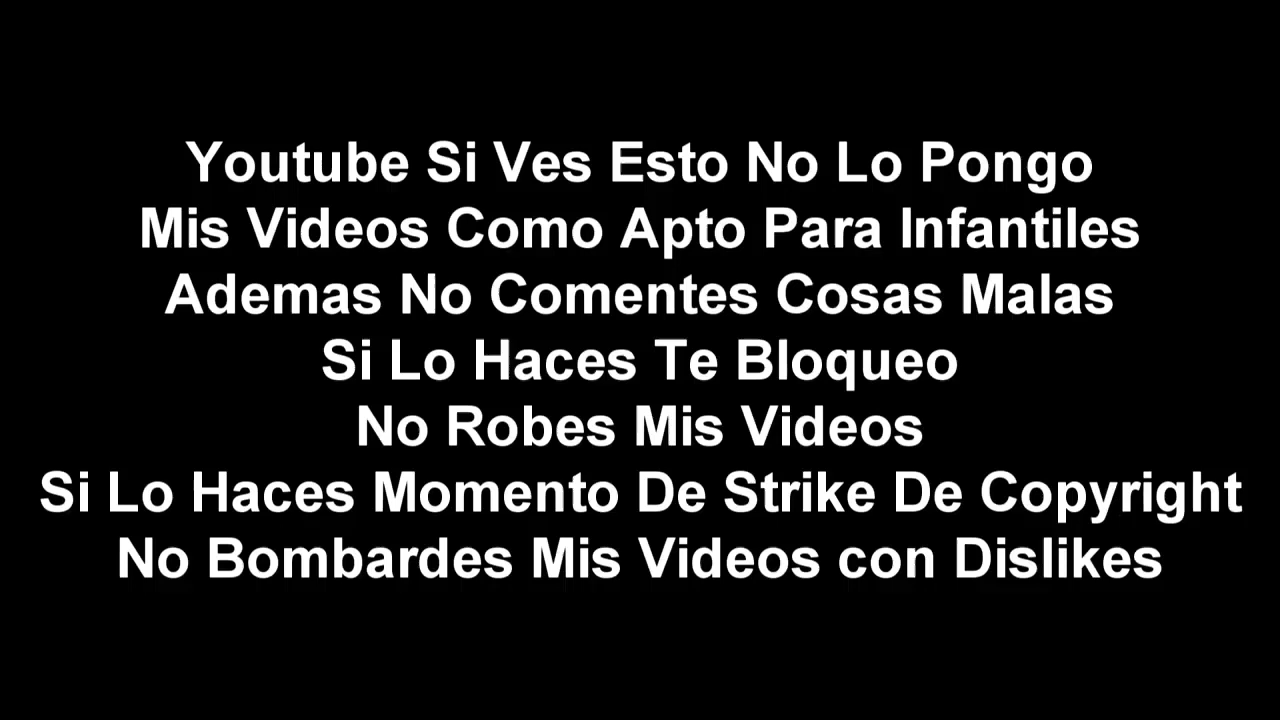 Youtube Si Ves Esto No Lo Pongo
Mis Videos Como Apto Para Infantiles
Ademas No Comentes Cosas Malas
Si Lo Haces Te Bloqueo
No Robes Mis Videos
Si Lo Haces Momento De Strike De Copyright
No Bombardes Mis Videos con Dislikes